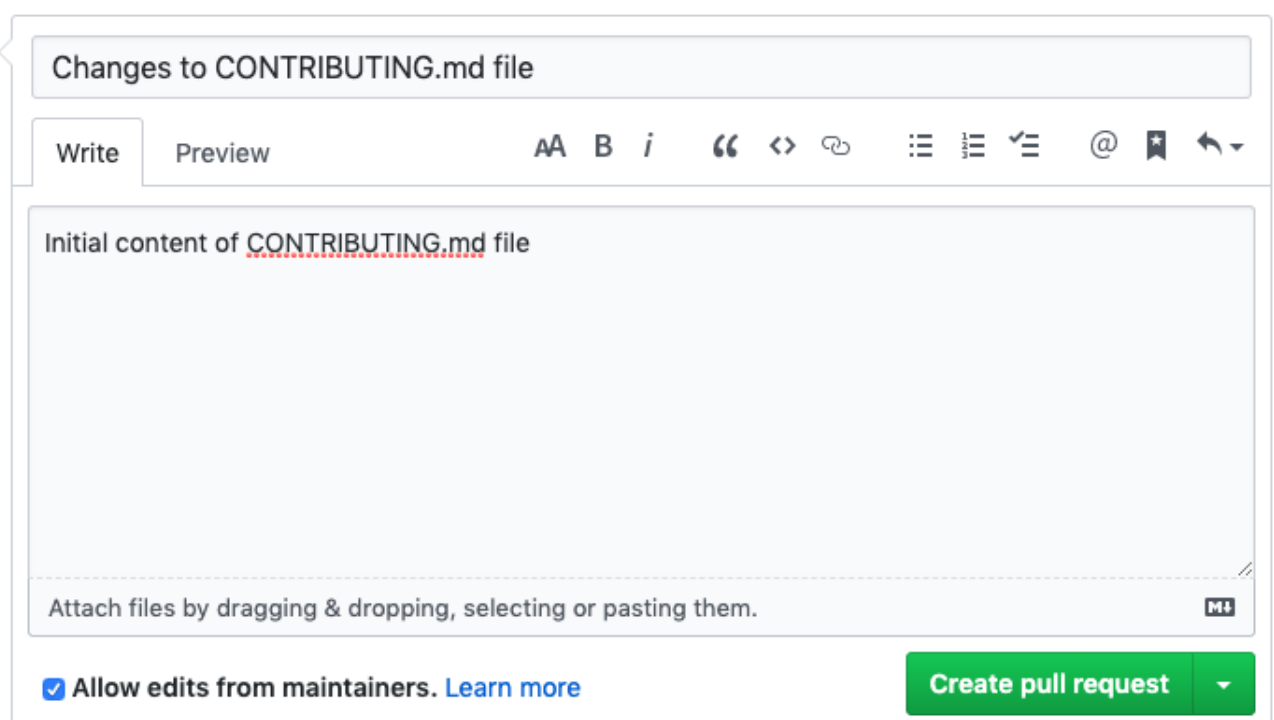 Changes to CONTRIBUTING.md file
Write Preview AA B i “ <> @
Initial content of CONTRIBUTING.md file
Attach files by dragging & dropping, selecting or pasting them. M↓
Allow edits from maintainers. Learn more Create pull request